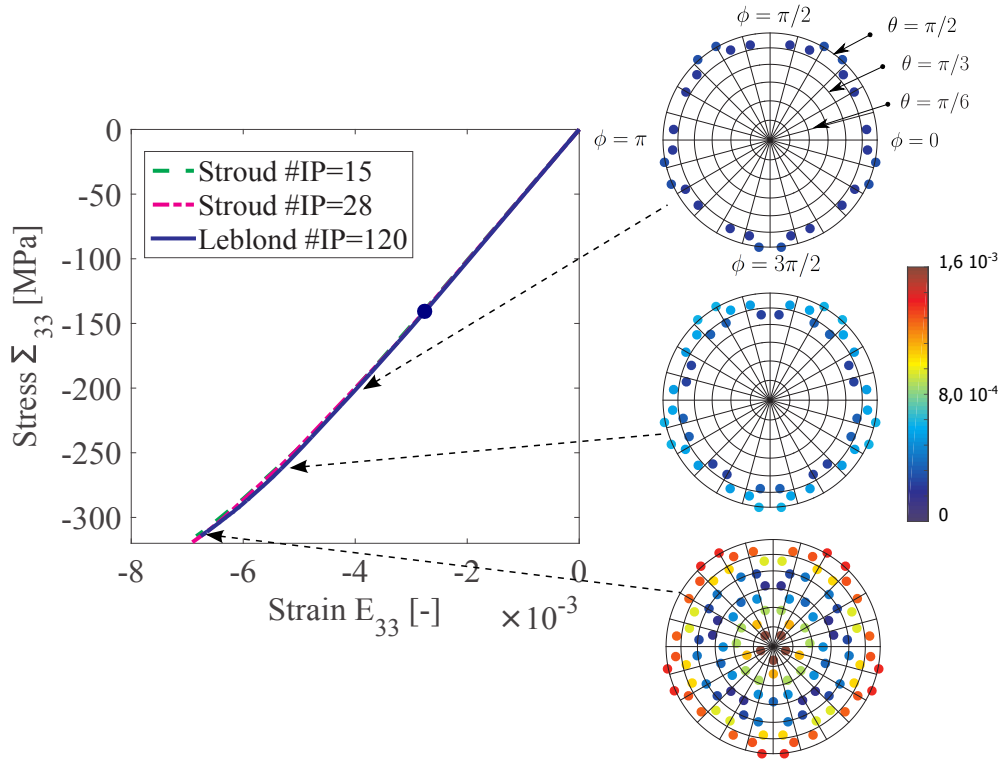 ϕ = π/2
θ = π/2
θ = π/3
θ = π/6
ϕ = π
ϕ = 0
ϕ = 3π/2
0
-50
-100
-150
-200
-250
-300
Stress Σ 33 [MPa]
Stroud #IP=15
Stroud #IP=28
Leblond #IP=120
-8
-6
-4
-2
0
Strain E33 [-]
×10-3
1,6 10-3
8,0 10-4
0